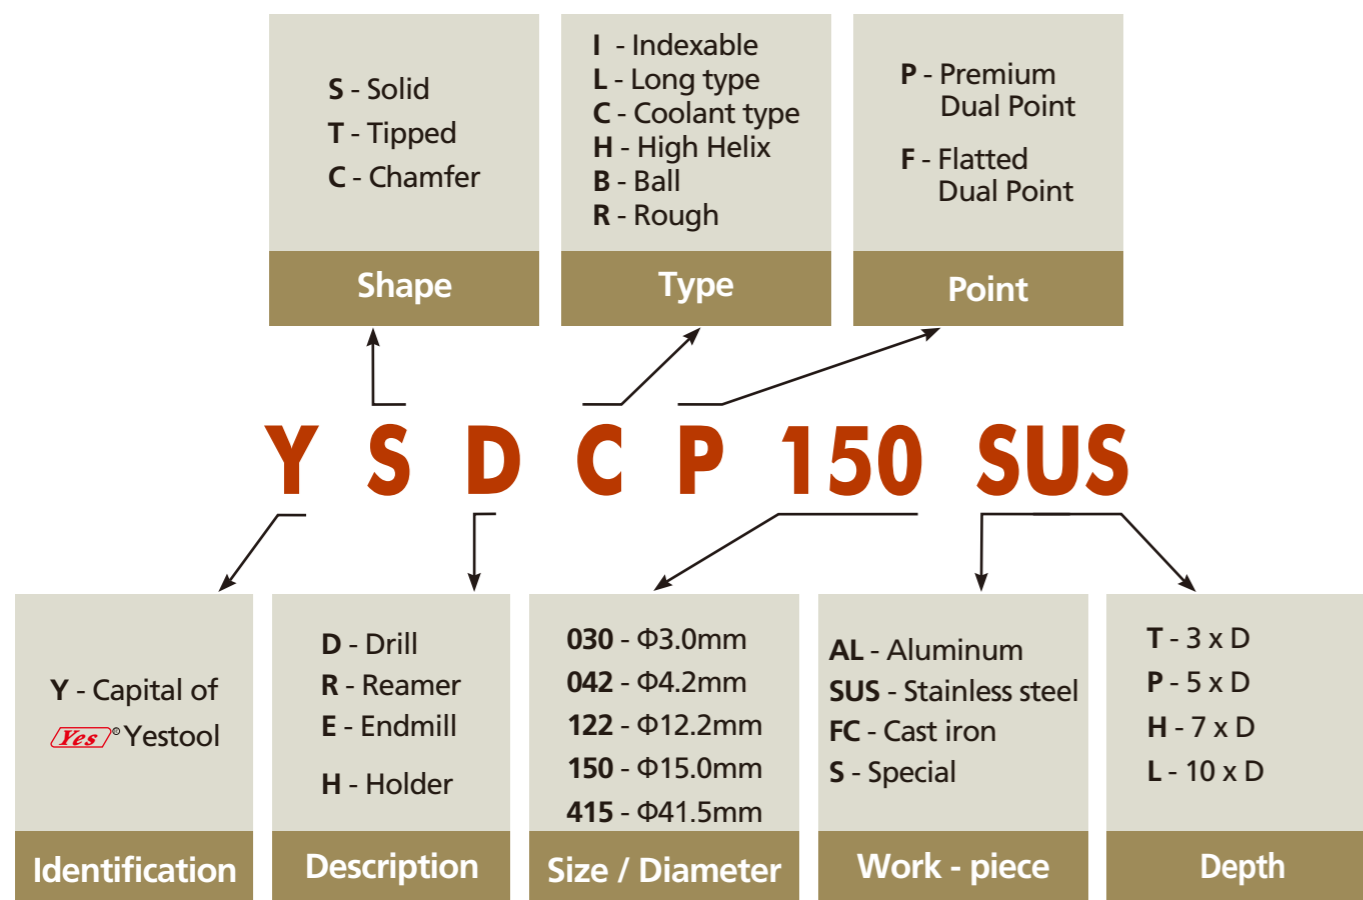 S - Solid
T - Tipped
C - Chamfer
Shape
I - Indexable
L - Long type
C - Coolant type
H - High Helix
B - Ball
R - Rough
Type
P - Premium
Dual Point
F - Flatted
Dual Point
Point
Y S D C P 150 SUS
Y - Capital of
Yes® Yestool
Identification
D - Drill
R - Reamer
E - Endmill
H - Holder
Description
030 - Φ3.0mm
042 - Φ4.2mm
122 - Φ12.2mm
150 - Φ15.0mm
415 - Φ41.5mm
Size / Diameter
AL - Aluminum
SUS - Stainless steel
FC - Cast iron
S - Special
Work - piece
T - 3 x D
P - 5 x D
H - 7 x D
L - 10 x D
Depth